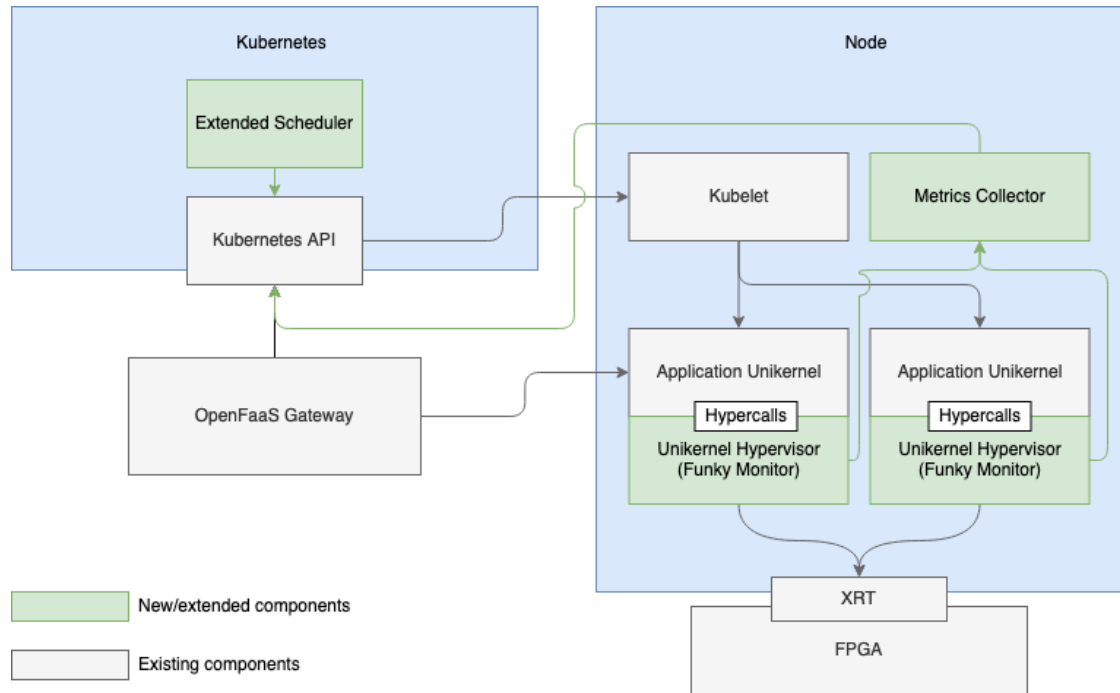 Kubernetes
Node
Extended Scheduler
Kubelet
Metrics Collector
Kubernetes API
Application Unikernel
Application Unikernel
OpenFaaS Gateway
Hypercalls
Hypercalls
Unikernel Hypervisor
(Funky Monitor)
Unikernel Hypervisor
(Funky Monitor)
New/extended components
XRT
FPGA
Existing components